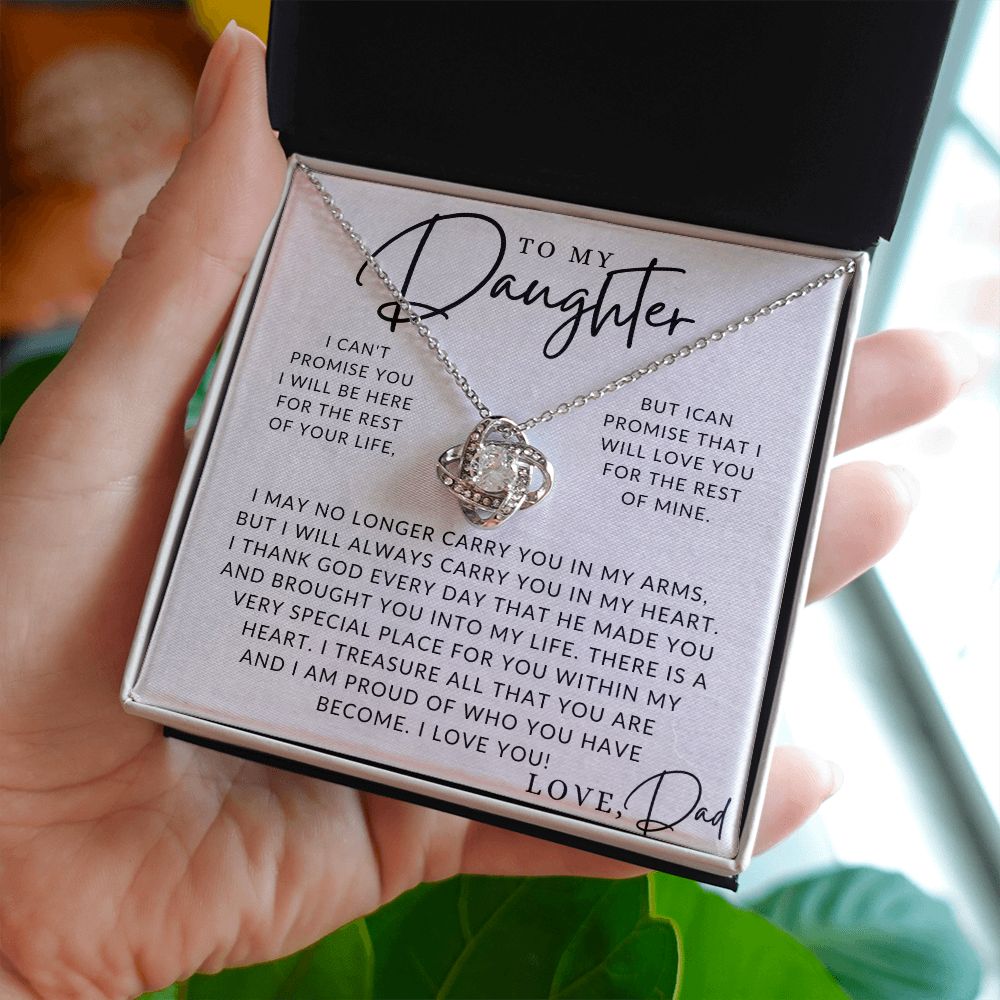 TO MY
Daughter
I CAN'T
PROMISE YOU
I WILL BE HERE
FOR THE REST
OF YOUR LIFE,
BUT ICAN
PROMISE THAT I
WILL LOVE YOU
FOR THE REST
OF MINE.
I MAY NO LONGER CARRY YOU IN MY ARMS,
BUT I WILL ALWAYS CARRY YOU IN MY HEART.
I THANK GOD EVERY DAY THAT HE MADE YOU
AND BROUGHT YOU INTO MY LIFE. THERE IS A
VERY SPECIAL PLACE FOR YOU WITHIN MY
HEART. I TREASURE ALL THAT YOU ARE
AND I AM PROUD OF WHO YOU HAVE
BECOME. I LOVE YOU!
LOVE, Dad